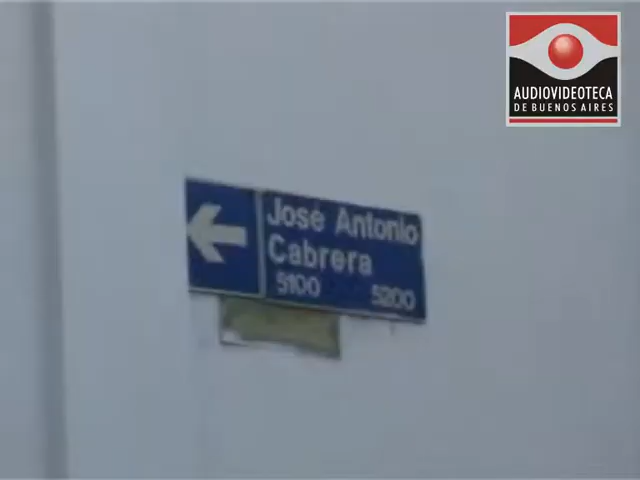 AUDIOVIDEOTECA
DE BUENOS AIRES
José Antonio
Cabrera
5100 5200